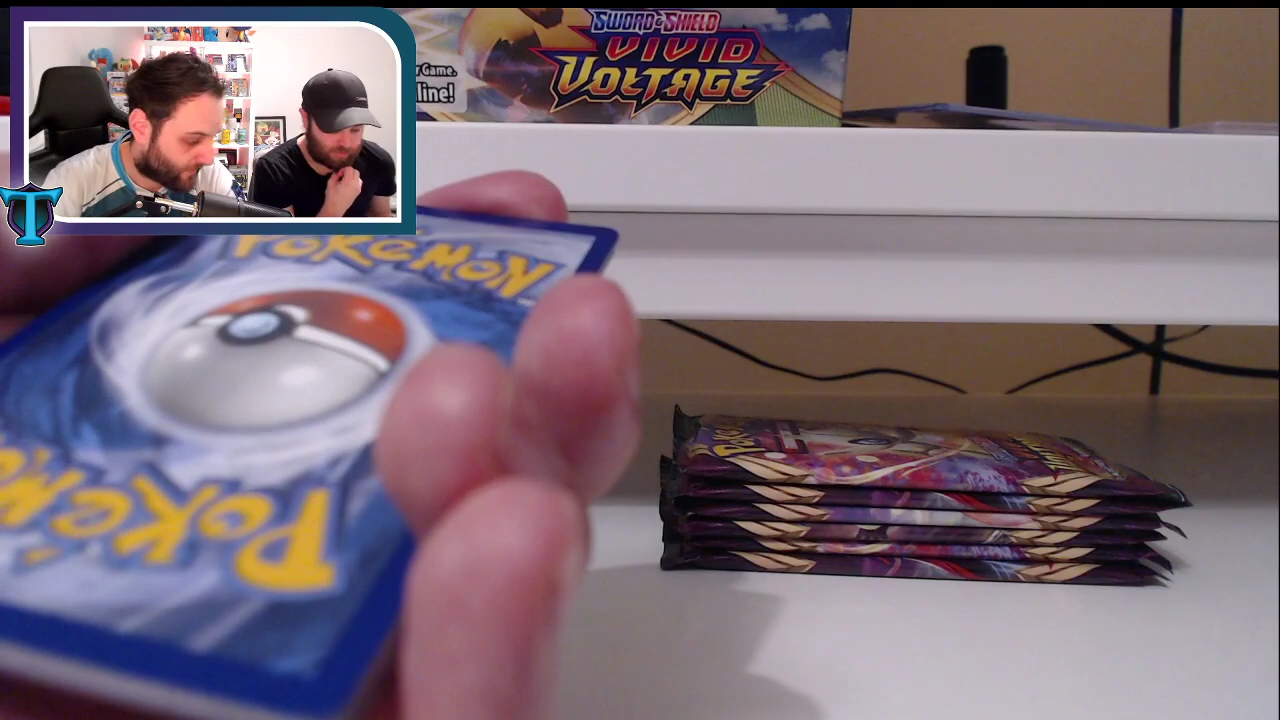 SWORD & SHIELD
VIVID
VOLTAGE
Game.
line!
T
POKéMON
POKéMON